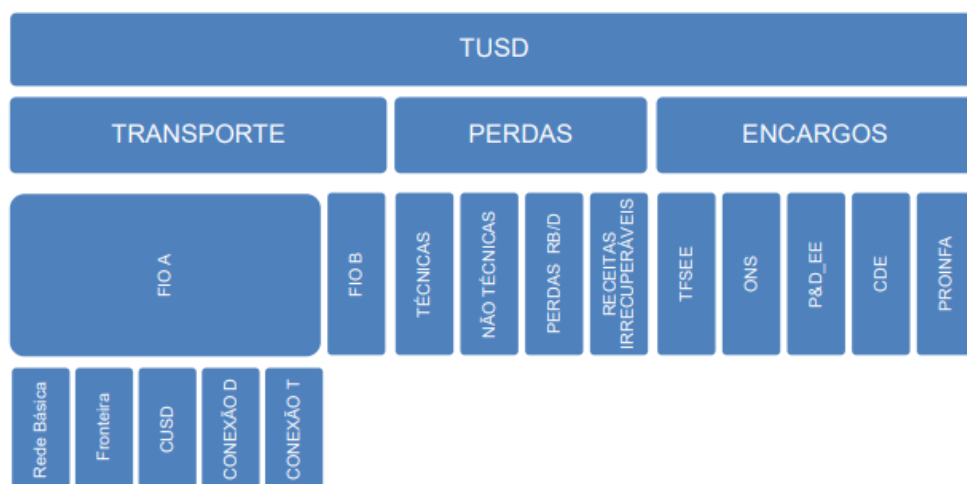 TUSD
TRANSPORTE
PERDAS
ENCARGOS
FIO A
FIO B
TÉCNICAS
NÃO TÉCNICAS
PERDAS RB/D
RECEITAS
IRRECUPERÁVEIS
TFSEE
ONS
P&D_EE
CDE
PROINFA
Rede Básica
Fronteira
CUSD
CONEXÃO D
CONEXÃO T